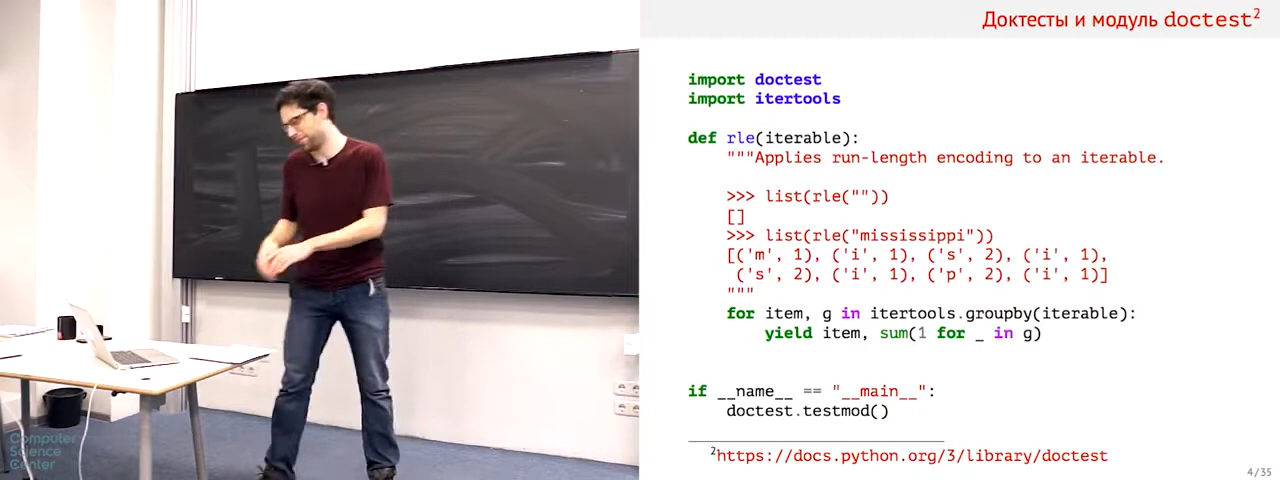 Доктесты и модуль doctest²
import doctest
import itertools
def rle(iterable):
"""Applies run-length encoding to an iterable.
>>> list(rle(""))
[]
>>> list(rle("mississippi"))
[('m', 1), ('i', 1), ('s', 2), ('i', 1),
('s', 2), ('i', 1), ('p', 2), ('i', 1)]
"""
for item, g in itertools.groupby(iterable):
yield item, sum(1 for _ in g)
if __name__ == "__main__":
doctest.testmod()
²https://docs.python.org/3/library/doctest
4/35
Computer
Science
Center